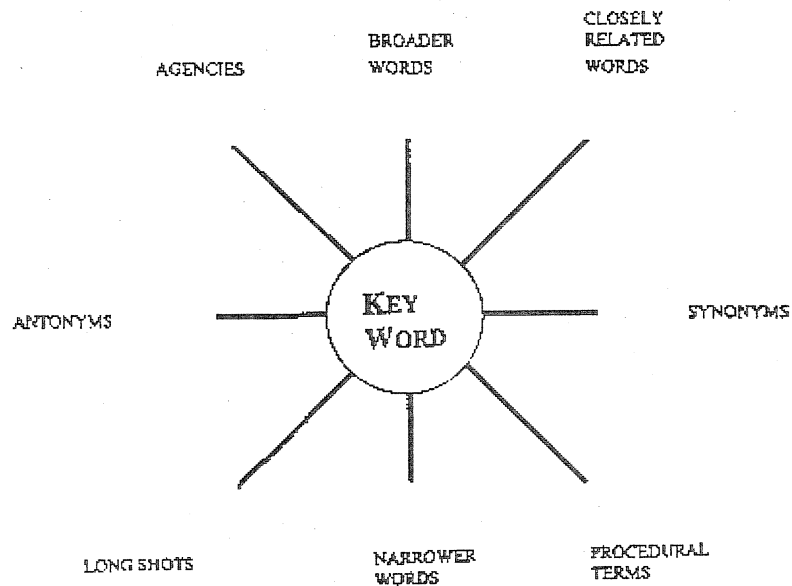 CLOSELY
RELATED
WORDS
BROADER
WORDS
AGENCIES
KEY
WORD
ANTONYMS
SYNONYMS
LONG SHOTS
NARROWER
WORDS
PROCEDURAL
TERMS